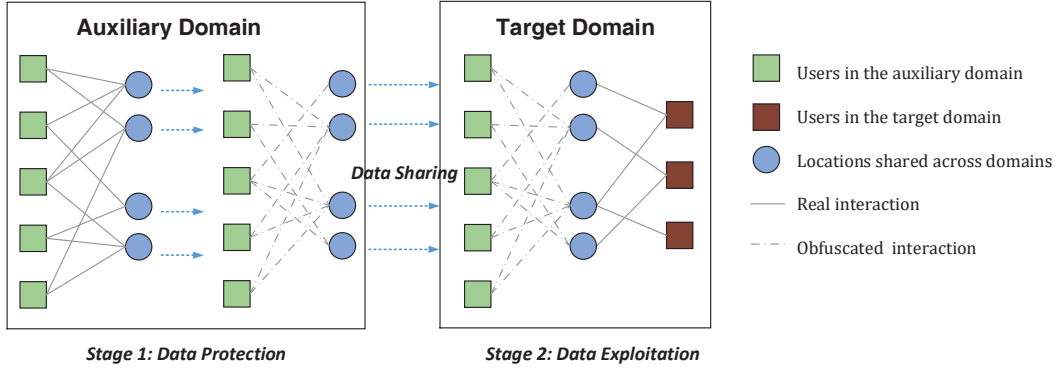 Auxiliary Domain
Target Domain
Data Sharing
Users in the auxiliary domain
Users in the target domain
Locations shared across domains
Real interaction
Obfuscated interaction
Stage 1: Data Protection
Stage 2: Data Exploitation